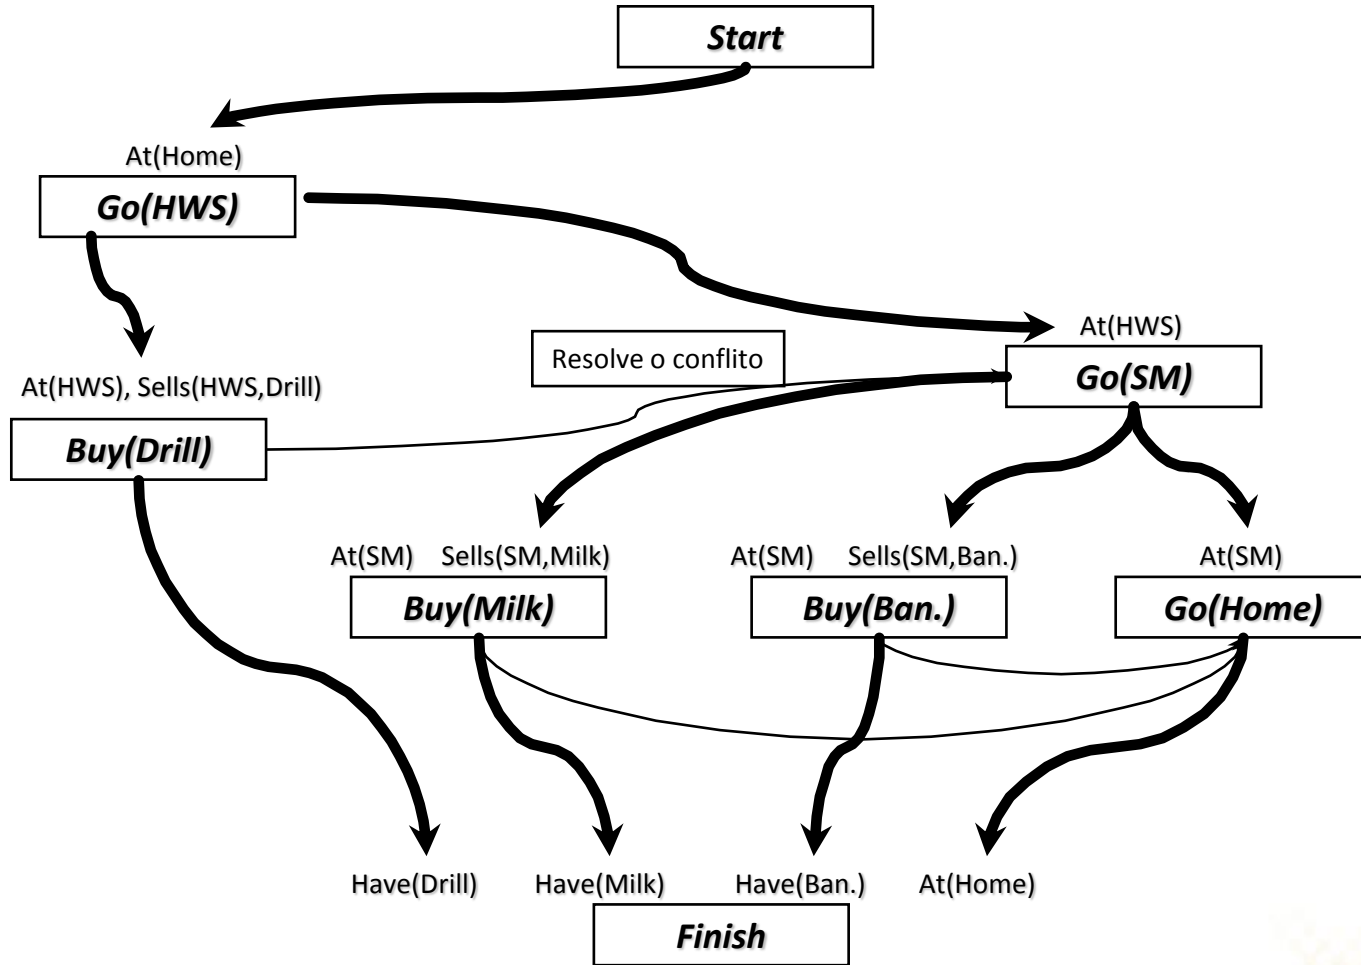 Start
At(Home)
Go(HWS)
At(HWS)
Resolve o conflito
Go(SM)
At(HWS), Sells(HWS,Drill)
Buy(Drill)
At(SM) Sells(SM,Milk) At(SM) Sells(SM,Ban.) At(SM)
Buy(Milk) Buy(Ban.) Go(Home)
Have(Drill) Have(Milk) Have(Ban.) At(Home)
Finish